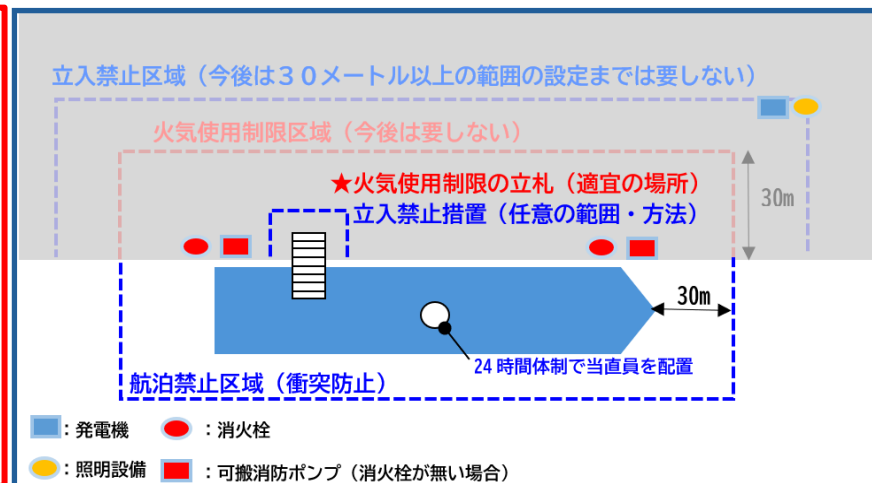 立入禁止区域（今後は３０メートル以上の範囲の設定までは要しない）
火気使用制限区域（今後は要しない）
★火気使用制限の立札（適宜の場所）
立入禁止措置（任意の範囲・方法）
30m
30m
24時間体制で当直員を配置
航泊禁止区域（衝突防止）
：発電機
：消火栓
：照明設備
：可搬消防ポンプ（消火栓が無い場合）